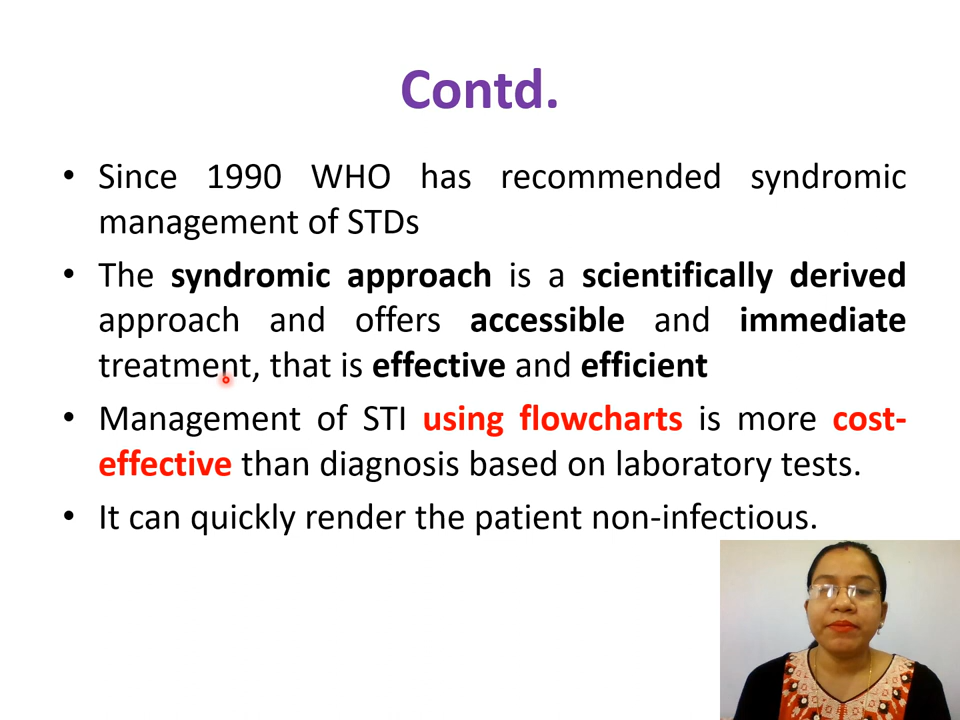 Contd.
• Since 1990 WHO has recommended syndromic
management of STDs
• The syndromic approach is a scientifically derived
approach and offers accessible and immediate
treatment, that is effective and efficient
• Management of STI using flowcharts is more cost-
effective than diagnosis based on laboratory tests.
• It can quickly render the patient non-infectious.